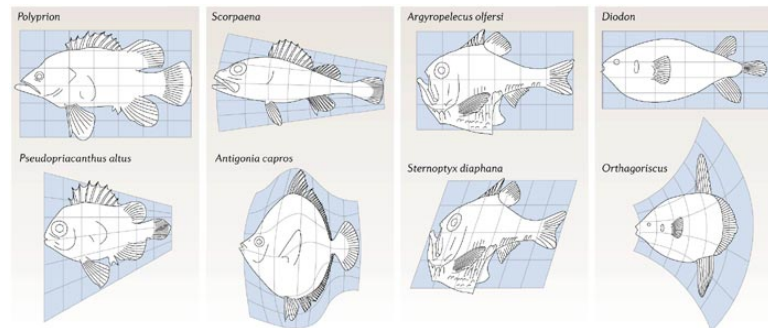 Polyprion
Scorpaena
Argyropelecus olfersi
Diodon
Pseudopriacanthus altus
Antigonia capros
Sternoptyx diaphana
Orthagoriscus